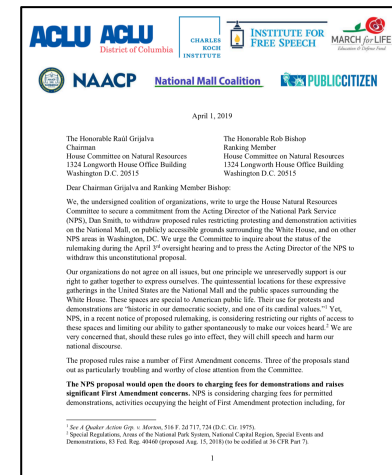 ACLU ACLU
District of Columbia
CHARLES
KOCH
INSTITUTE
INSTITUTE FOR
FREE SPEECH
MARCH for LIFE
Education & Defense Fund
NAACP
National Mall Coalition
PUBLICCITIZEN
April 1, 2019
The Honorable Raúl Grijalva
Chairman
House Committee on Natural Resources
1324 Longworth House Office Building
Washington D.C. 20515
The Honorable Rob Bishop
Ranking Member
House Committee on Natural Resources
1324 Longworth House Office Building
Washington D.C. 20515
Dear Chairman Grijalva and Ranking Member Bishop:
We, the undersigned coalition of organizations, write to urge the House Natural Resources
Committee to secure a commitment from the Acting Director of the National Park Service
(NPS), Dan Smith, to withdraw proposed rules restricting protesting and demonstration activities
on the National Mall, on publicly accessible grounds surrounding the White House, and on other
NPS areas in Washington, DC. We urge the Committee to inquire about the status of the
rulemaking during the April 3rd oversight hearing and to press the Acting Director of the NPS to
withdraw this unconstitutional proposal.
Our organizations do not agree on all issues, but one principle we unreservedly support is our
right to gather together to express ourselves. The quintessential locations for these expressive
gatherings in the United States are the National Mall and the public spaces surrounding the
White House. These spaces are special to American public life. Their use for protests and
demonstrations are “historic in our democratic society, and one of its cardinal values.”1 Yet,
NPS, in a recent notice of proposed rulemaking, is considering restricting our rights of access to
these spaces and limiting our ability to gather spontaneously to make our voices heard.2 We are
very concerned that, should these rules go into effect, they will chill speech and harm our
national discourse.
The proposed rules raise a number of First Amendment concerns. Three of the proposals stand
out as particularly troubling and worthy of close attention from the Committee.
The NPS proposal would open the doors to charging fees for demonstrations and raises
significant First Amendment concerns. NPS is considering charging fees for permitted
demonstrations, activities occupying the height of First Amendment protection including, for
1 See A Quaker Action Grp. v. Morton, 516 F. 2d 717, 724 (D.C. Cir. 1975).
2 Special Regulations, Areas of the National Park System, National Capital Region, Special Events and
Demonstrations, 83 Fed. Reg. 40460 (proposed Aug. 15, 2018) (to be codified at 36 CFR Part 7).
1